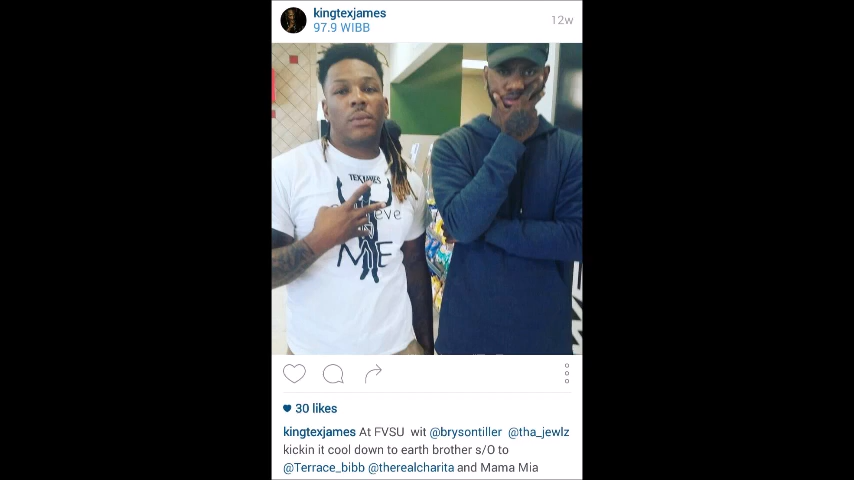 kingtexjames
97.9 WIBB
12w
TEX JAMES
ME
30 likes
kingtexjames At FVSU wit @brysontiller @tha_jewlz
kickin it cool down to earth brother s/O to
@Terrace_bibb @therealcharita and Mama Mia